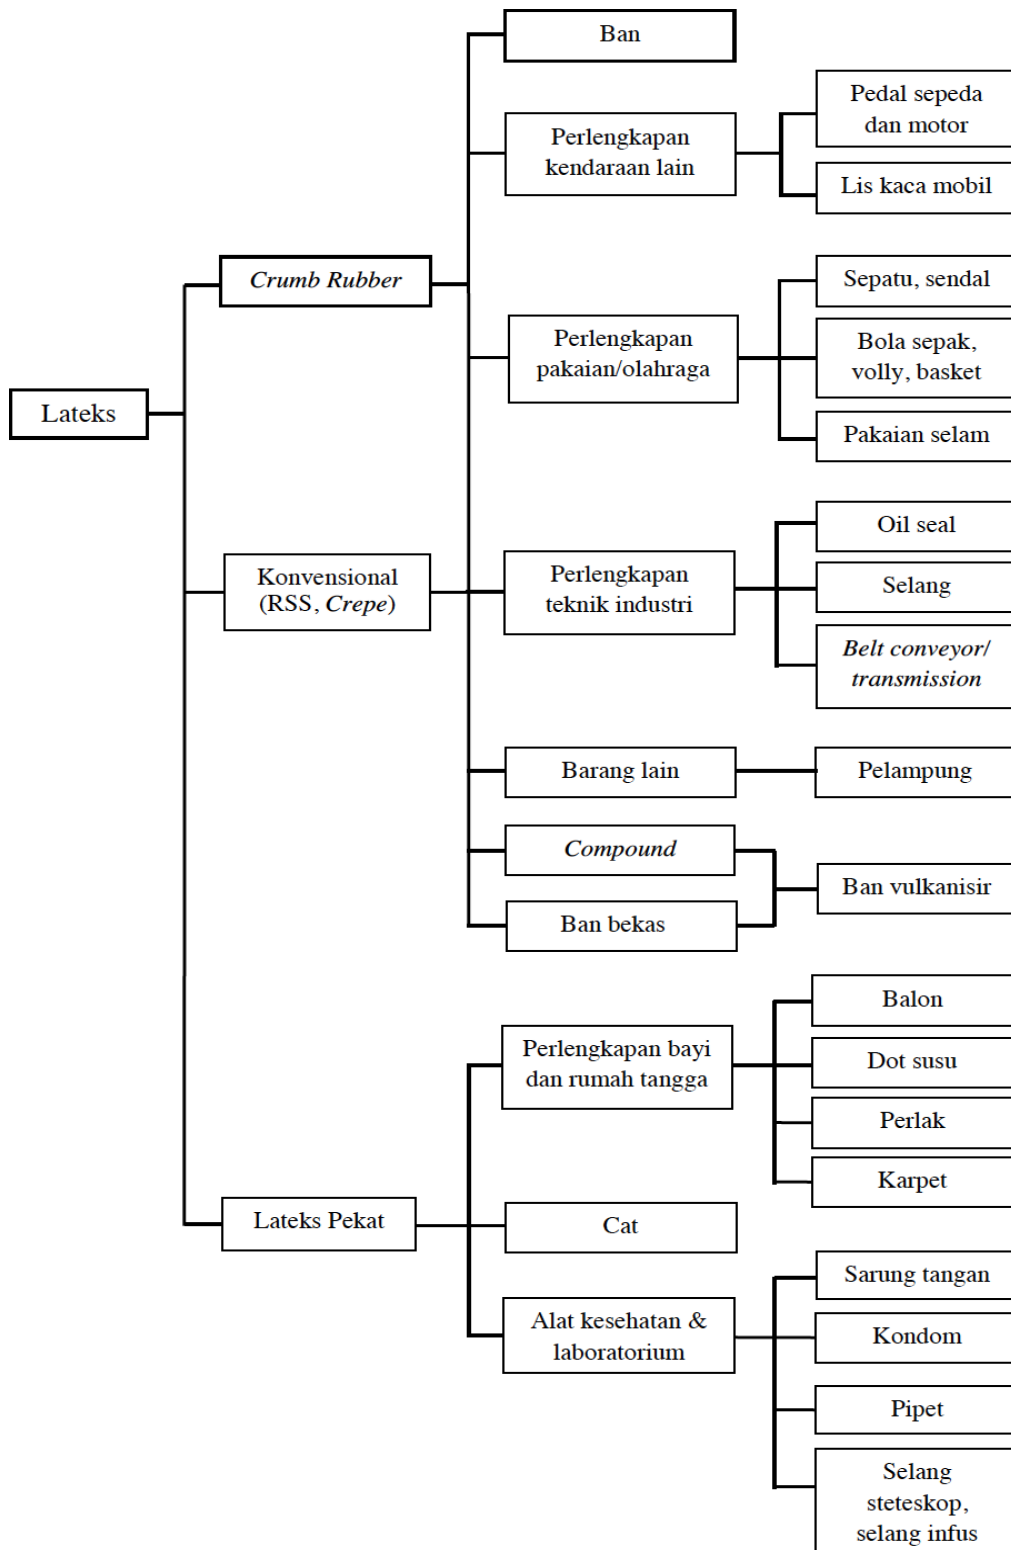 Ban
Pedal sepeda
dan motor
Perlengkapan
kendaraan lain
Lis kaca mobil
Crumb Rubber
Sepatu, sendal
Perlengkapan
pakaian/olahraga
Bola sepak,
volly, basket
Lateks
Pakaian selam
Oil seal
Konvensional
(RSS, Crepe)
Perlengkapan
teknik industri
Selang
Belt conveyor/
transmission
Barang lain
Pelampung
Compound
Ban vulkanisir
Ban bekas
Balon
Perlengkapan bayi
dan rumah tangga
Dot susu
Perlak
Karpet
Lateks Pekat
Cat
Sarung tangan
Alat kesehatan &
laboratorium
Kondom
Pipet
Selang
steteskop,
selang infus